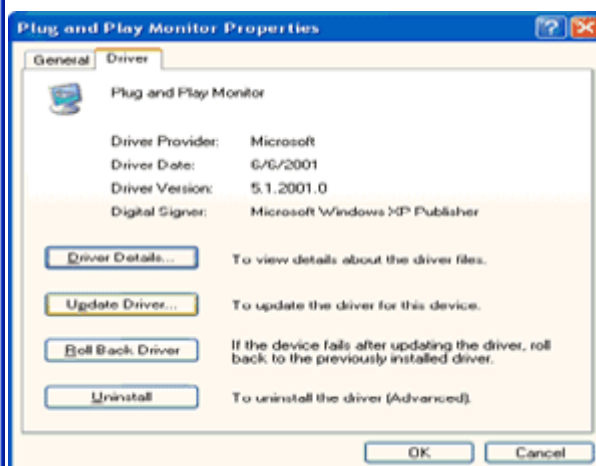 Plug and Play Monitor Properties
General Driver
Plug and Play Monitor
Driver Provider: Microsoft
Driver Date: 6/6/2001
Driver Version: 5.1.2001.0
Digital Signer: Microsoft Windows XP Publisher
Driver Details... To view details about the driver files.
Update Driver... To update the driver for this device.
Roll Back Driver If the device fails after updating the driver, roll
back to the previously installed driver.
Uninstall To uninstall the driver (Advanced).
OK Cancel